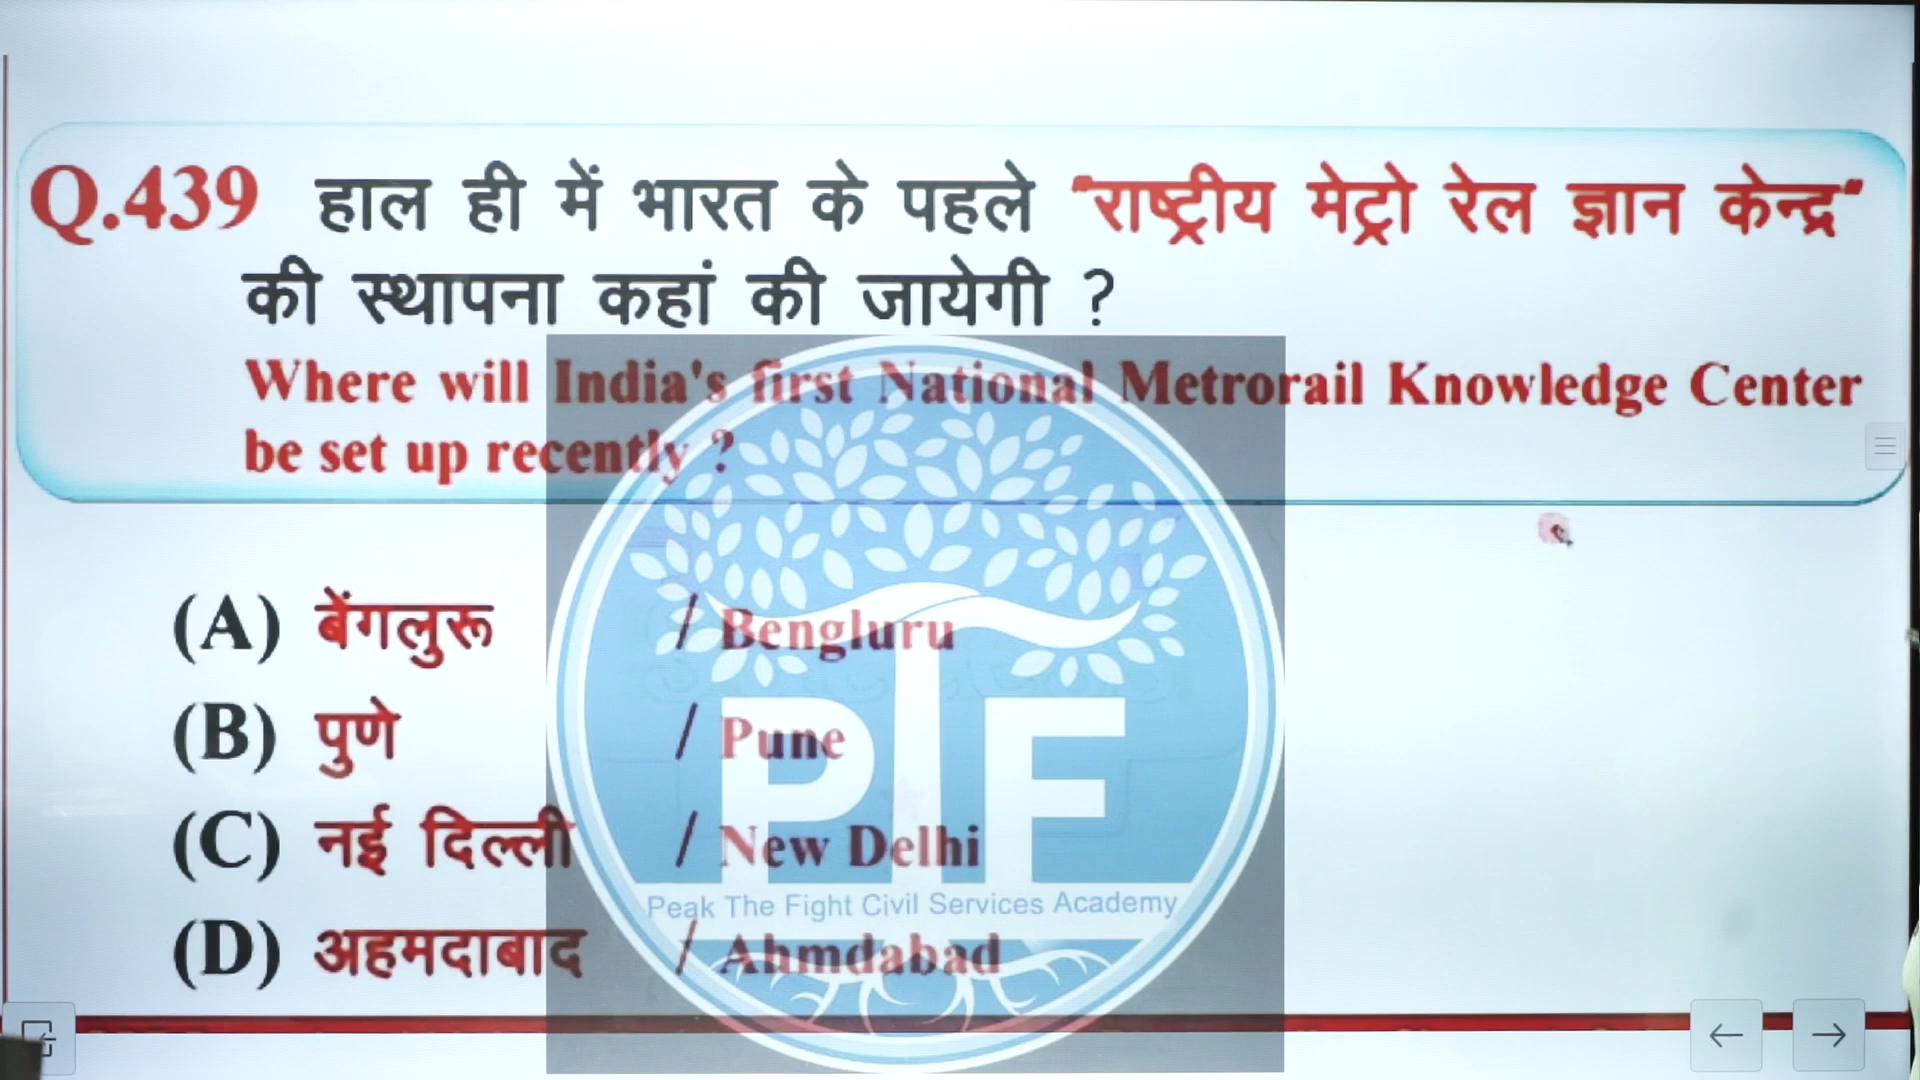 Q.439 हाल ही में भारत के पहले "राष्ट्रीय मेट्रो रेल ज्ञान केन्द्र"
की स्थापना कहां की जायेगी ?
Where will India's first National Metrorail Knowledge Center
be set up recently ?
(A) बेंगलुरू / Bengluru
(B) पुणे / Pune
(C) नई दिल्ली / New Delhi
(D) अहमदाबाद / Ahmdabad
PTF
Peak The Fight Civil Services Academy